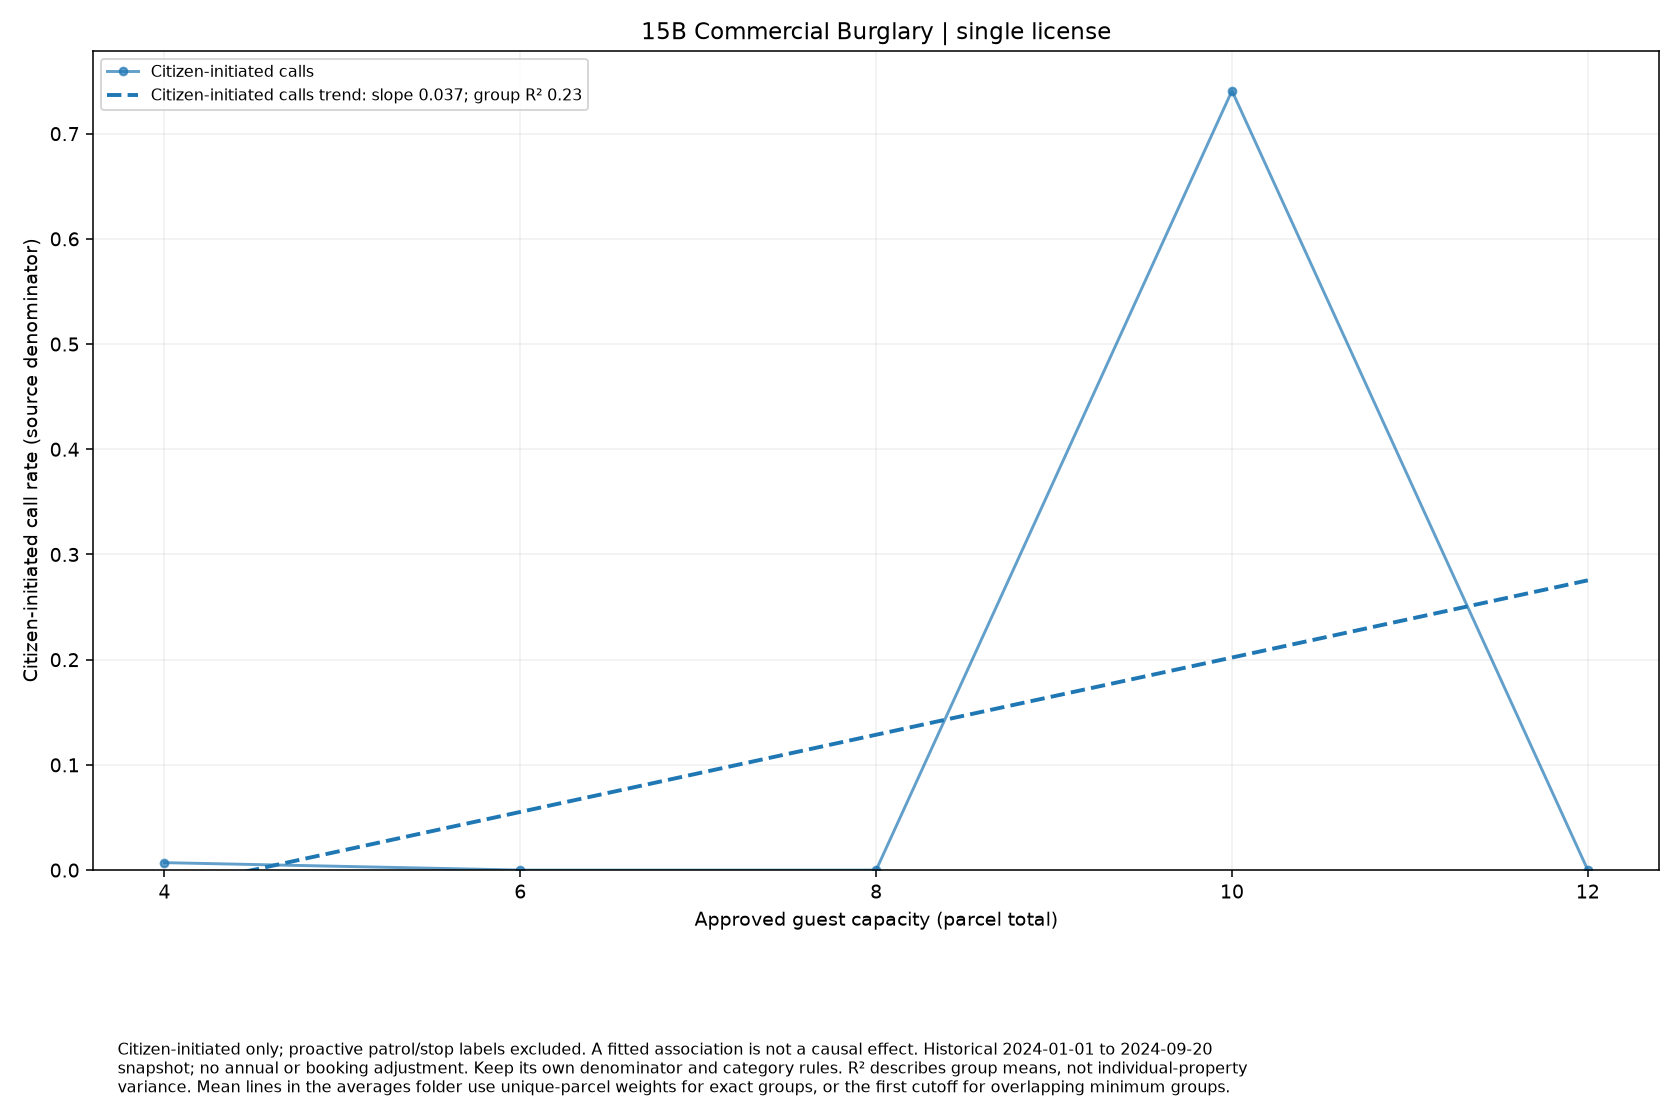 15B Commercial Burglary | single license
Citizen-initiated calls
Citizen-initiated calls trend: slope 0.037; group R² 0.23
Citizen-initiated call rate (source denominator)
0.7
0.6
0.5
0.4
0.3
0.2
0.1
0.0
4 6 8 10 12
Approved guest capacity (parcel total)
Citizen-initiated only; proactive patrol/stop labels excluded. A fitted association is not a causal effect. Historical 2024-01-01 to 2024-09-20
snapshot; no annual or booking adjustment. Keep its own denominator and category rules. R² describes group means, not individual-property
variance. Mean lines in the averages folder use unique-parcel weights for exact groups, or the first cutoff for overlapping minimum groups.